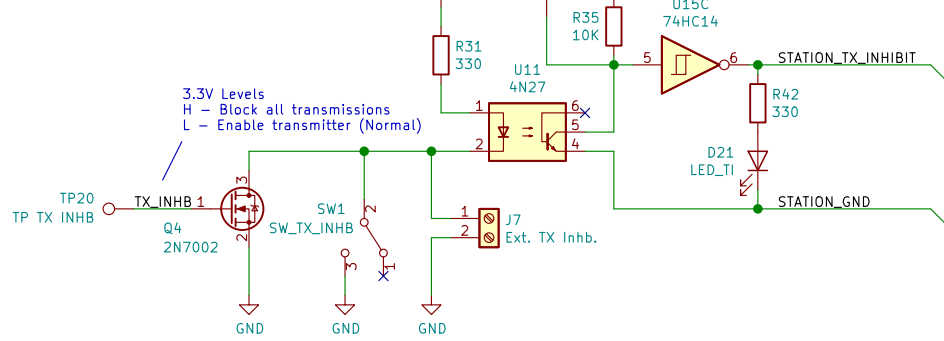 U15C
74HC14
R35
10K
5
6
STATION_TX_INHIBIT
R31
330
U11
4N27
R42
330
3.3V Levels
H – Block all transmissions
L – Enable transmitter (Normal)
1
2
6
5
4
D21
LED_TI
TP20
TP TX INHB
TX_INHB
1
3
2
Q4
2N7002
SW1
SW_TX_INHB
2
3
1
1
2
J7
Ext. TX Inhb.
STATION_GND
GND
GND
GND